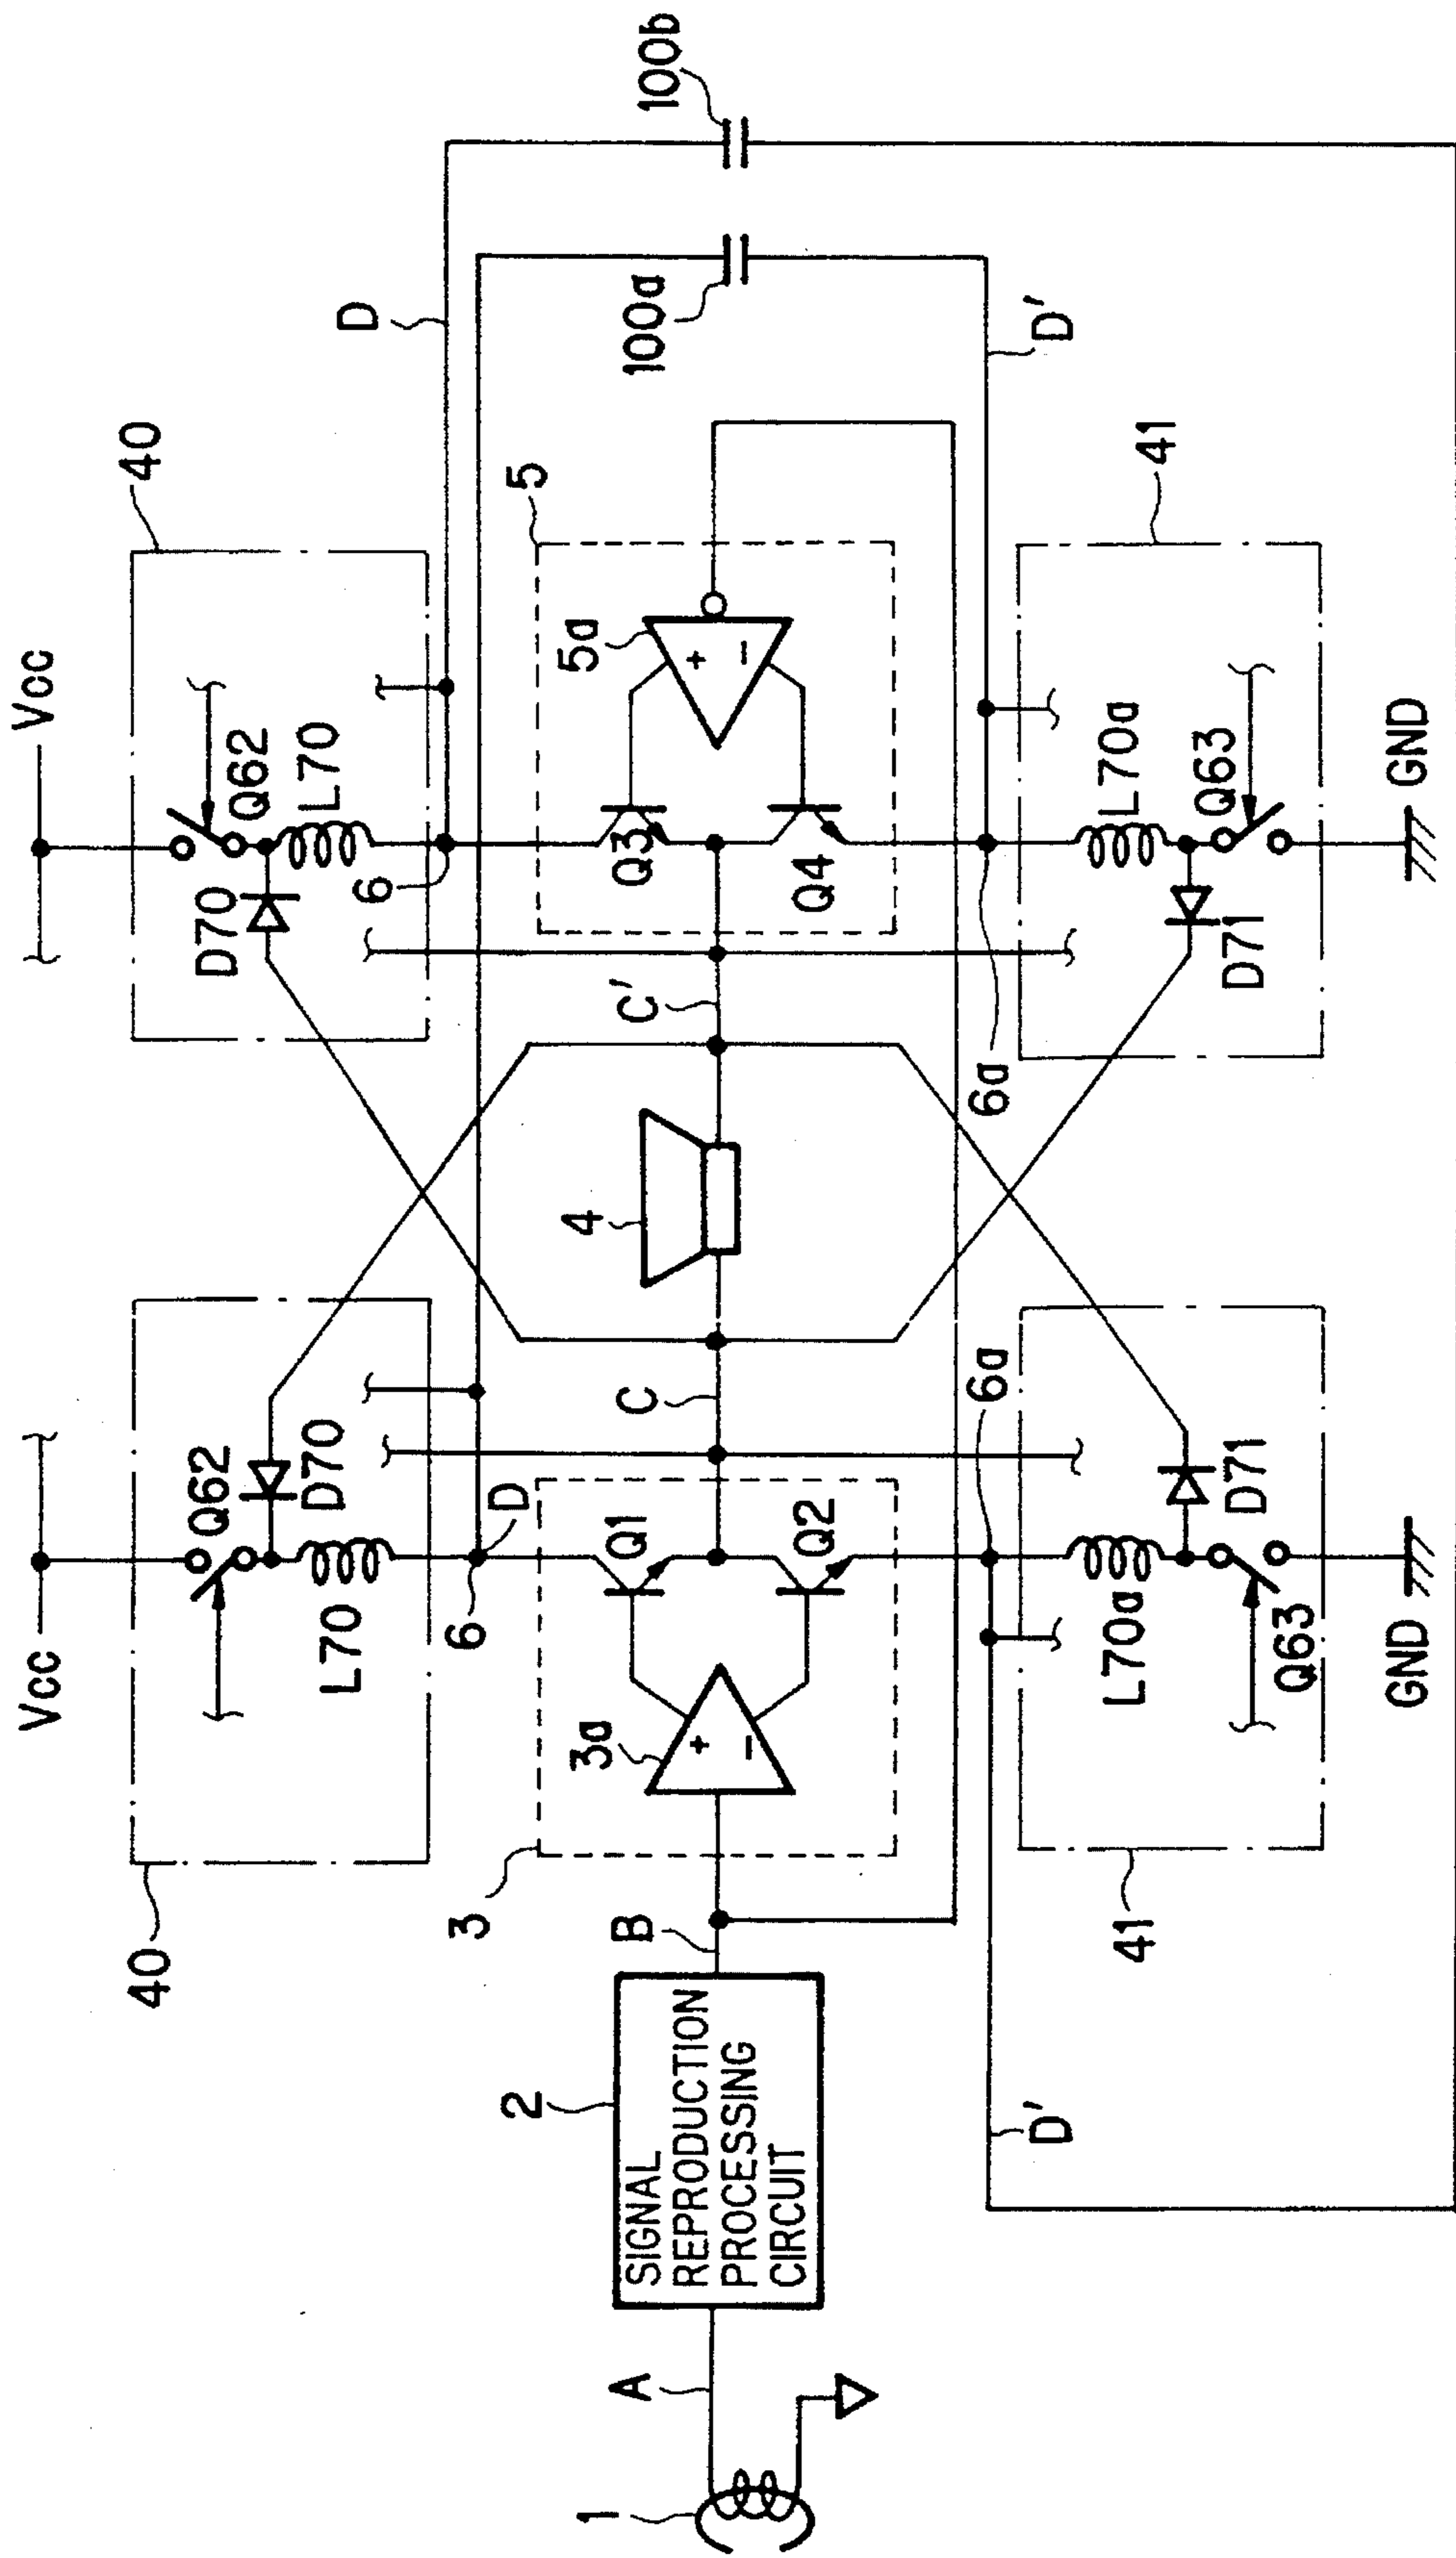 Vcc
Vcc
40
40
Q62
D70
L70
D70
Q62
L70
D
6
D
6
100a
100b
1
A
2
SIGNAL
REPRODUCTION
PROCESSING
CIRCUIT
B
3
3a
+
−
Q1
Q2
C
4
C'
5
5a
+
−
Q3
Q4
6a
6a
D'
D'
41
41
L70a
D71
Q63
D71
L70a
Q63
GND
GND